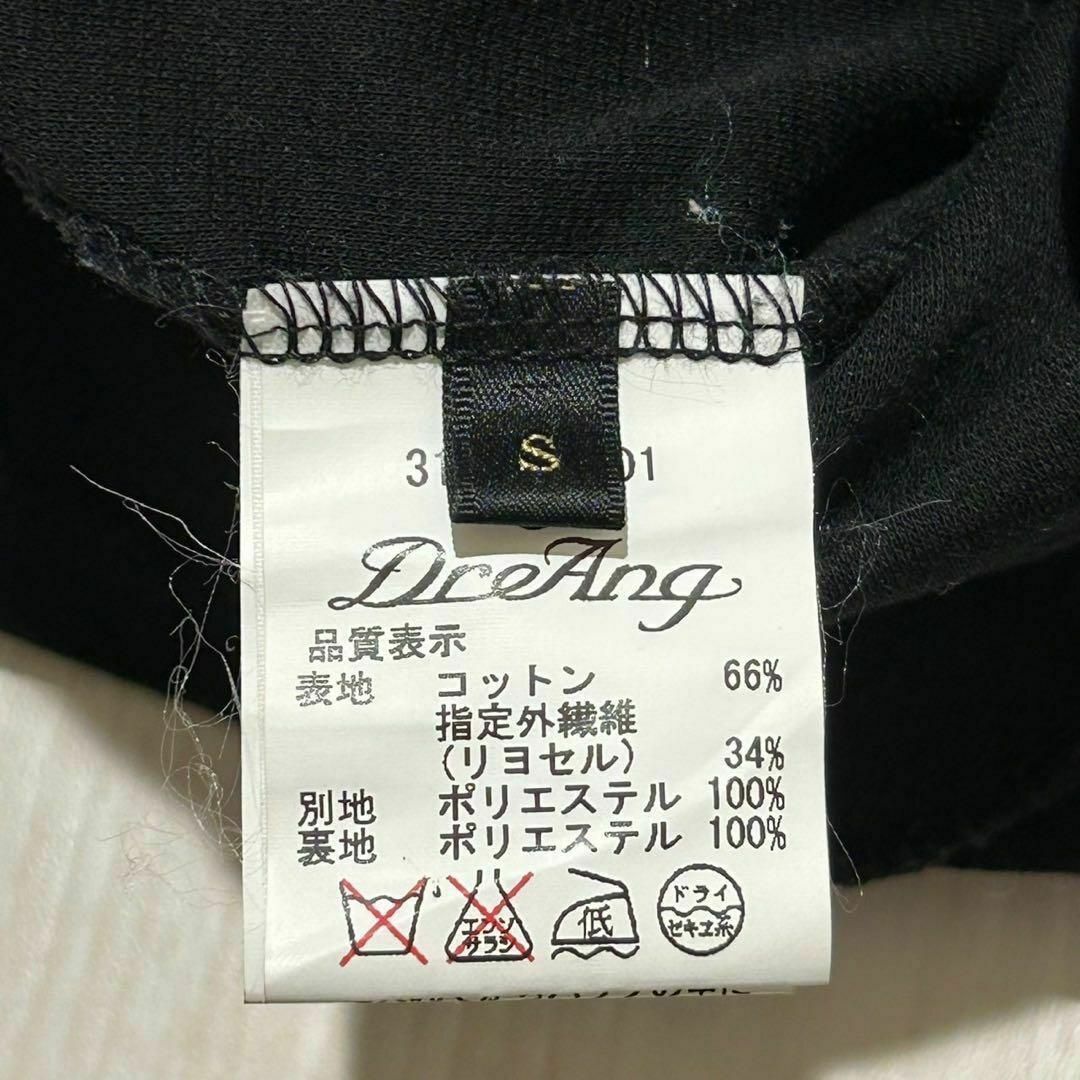 S
31 01
DreAng
品質表示
表地 コットン 66%
指定外繊維
(リヨセル) 34%
別地 ポリエステル 100%
裏地 ポリエステル 100%
エンソ
サラシ
低
ドライ
セキユ系